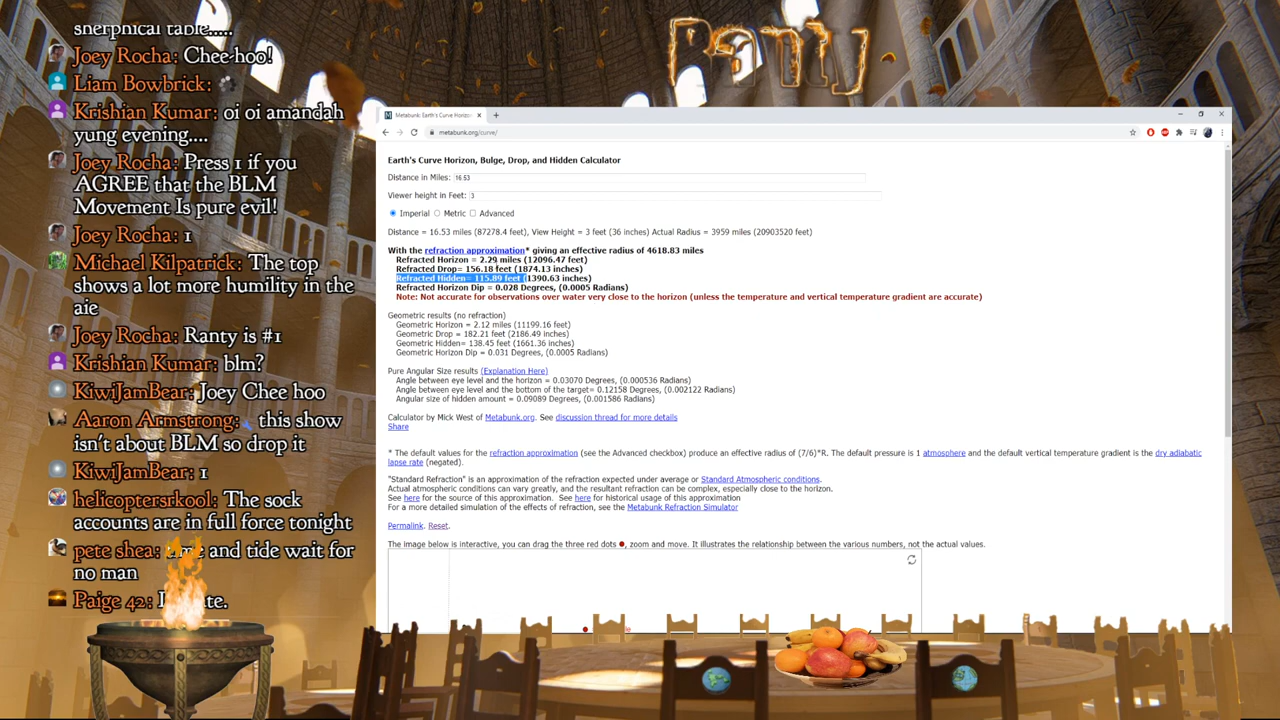 snerphical table.....
Joey Rocha: Chee-hoo!
Liam Bowbrick:
Krishian Kumar: oi oi amandah
yung evening....
Joey Rocha: Press 1 if you
AGREE that the BLM
Movement Is pure evil!
Joey Rocha: 1
Michael Kilpatrick: The top
shows a lot more humility in the
aie
Joey Rocha: Ranty is #1
Krishian Kumar: blm?
KiwiJamBear: Joey Chee hoo
Aaron Armstrong: this show
isn't about BLM so drop it
KiwiJamBear: 1
helicoptersrkool: The sock
accounts are in full force tonight
pete shea: and tide wait for
no man
Paige 42:
Ranty
Metabunk: Earth's Curve Horizon
metabunk.org/curve/
Earth's Curve Horizon, Bulge, Drop, and Hidden Calculator
Distance in Miles: 16.53
Viewer height in Feet: 3
Imperial Metric Advanced
Distance = 16.53 miles (87278.4 feet), View Height = 3 feet (36 inches) Actual Radius = 3959 miles (20903520 feet)
With the refraction approximation* giving an effective radius of 4618.83 miles
Refracted Horizon = 2.29 miles (12096.47 feet)
Refracted Drop= 156.18 feet (1874.13 inches)
Refracted Hidden= 115.89 feet (1390.63 inches)
Refracted Horizon Dip = 0.028 Degrees, (0.0005 Radians)
Note: Not accurate for observations over water very close to the horizon (unless the temperature and vertical temperature gradient are accurate)
Geometric results (no refraction)
Geometric Horizon = 2.12 miles (11199.16 feet)
Geometric Drop = 182.21 feet (2186.49 inches)
Geometric Hidden= 138.45 feet (1661.36 inches)
Geometric Horizon Dip = 0.031 Degrees, (0.0005 Radians)
Pure Angular Size results (Explanation Here)
Angle between eye level and the horizon = 0.03070 Degrees, (0.000536 Radians)
Angle between eye level and the bottom of the target= 0.12158 Degrees, (0.002122 Radians)
Angular size of hidden amount = 0.09089 Degrees, (0.001586 Radians)
Calculator by Mick West of Metabunk.org. See discussion thread for more details
Share
* The default values for the refraction approximation (see the Advanced checkbox) produce an effective radius of (7/6)*R. The default pressure is 1 atmosphere and the default vertical temperature gradient is the dry adiabatic
lapse rate (negated).
"Standard Refraction" is an approximation of the refraction expected under average or Standard Atmospheric conditions.
Actual atmospheric conditions can vary greatly, and the resultant refraction can be complex, especially close to the horizon.
See here for the source of this approximation. See here for historical usage of this approximation
For a more detailed simulation of the effects of refraction, see the Metabunk Refraction Simulator
Permalink. Reset.
The image below is interactive, you can drag the three red dots , zoom and move. It illustrates the relationship between the various numbers, not the actual values.